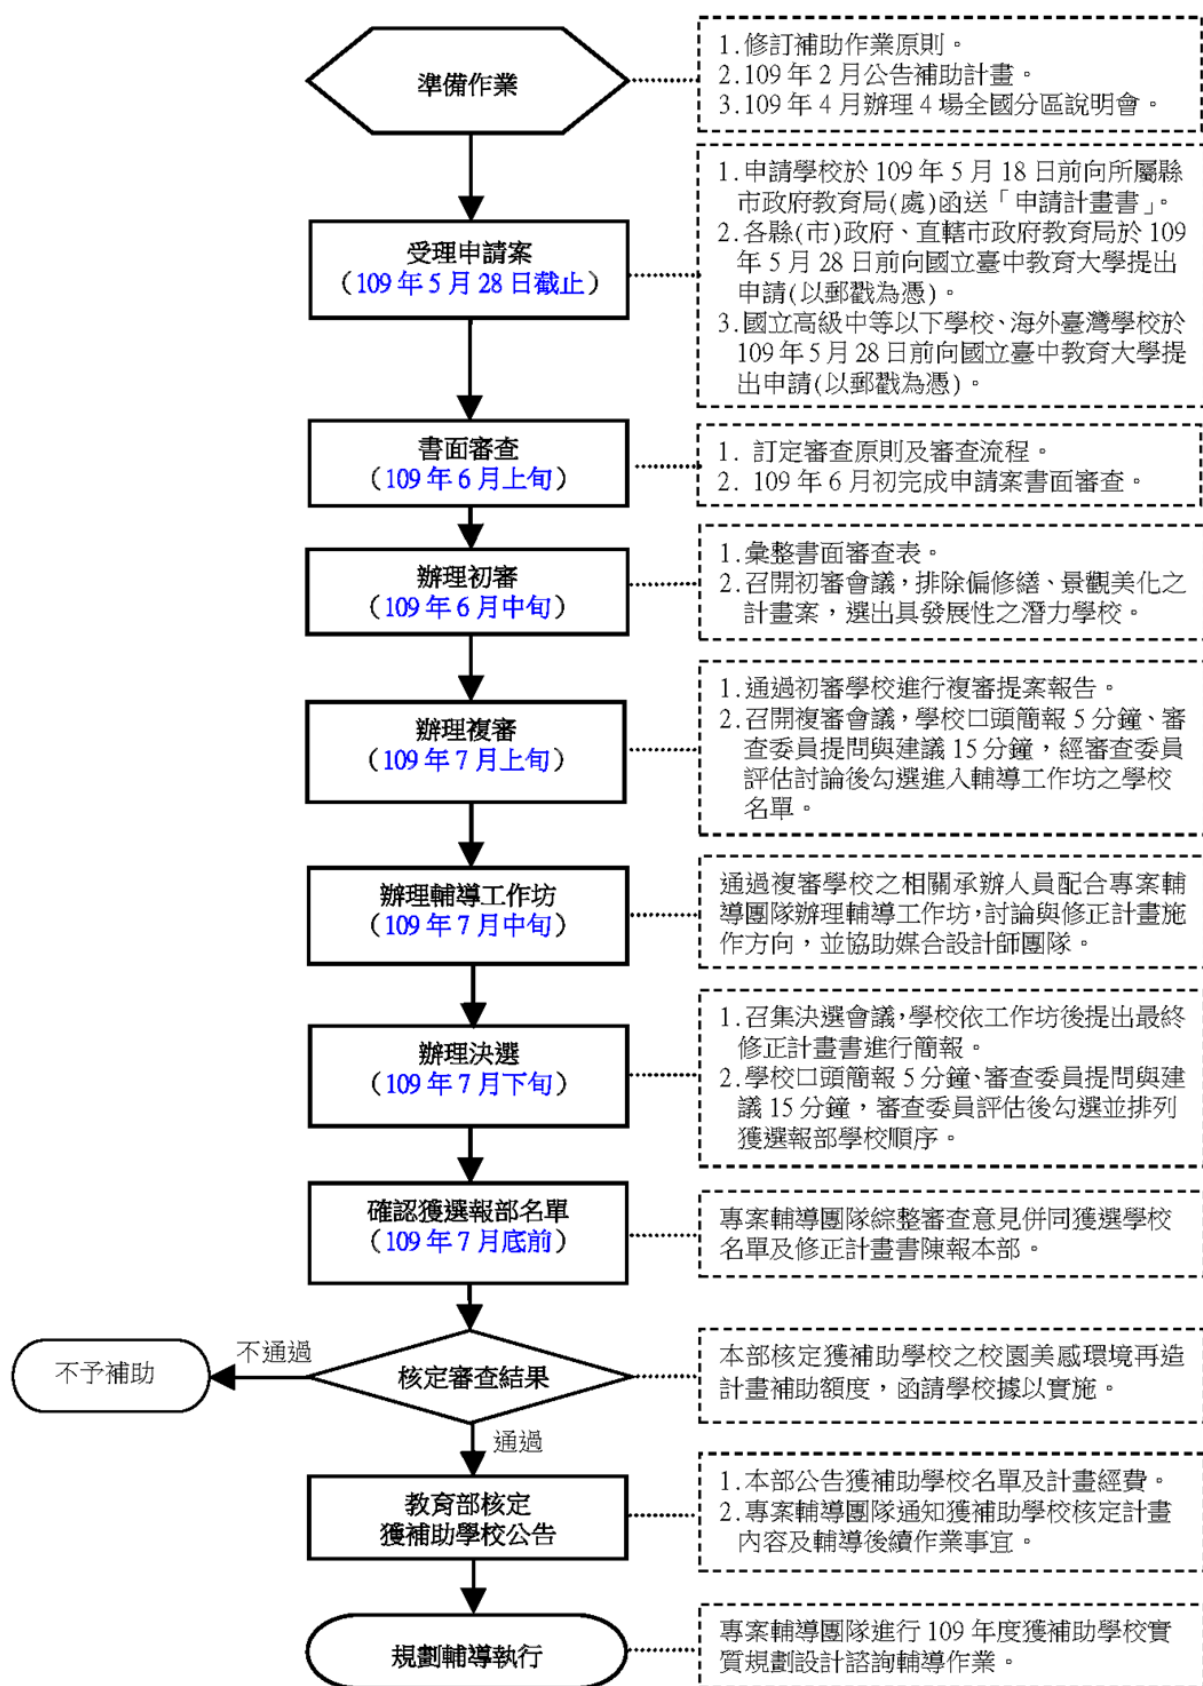 準備作業
1.修訂補助作業原則。
2.109 年 2 月公告補助計畫。
3.109 年 4 月辦理 4 場全國分區說明會。
受理申請案
（109 年 5 月 28 日截止）
1.申請學校於 109 年 5 月 18 日前向所屬縣
市政府教育局(處)函送「申請計畫書」。
2.各縣(市)政府、直轄市政府教育局於 109
年 5 月 28 日前向國立臺中教育大學提出
申請(以郵戳為憑)。
3.國立高級中等以下學校、海外臺灣學校於
109 年 5 月 28 日前向國立臺中教育大學提
出申請(以郵戳為憑)。
書面審查
（109 年 6 月上旬）
1. 訂定審查原則及審查流程。
2. 109 年 6 月初完成申請案書面審查。
辦理初審
（109 年 6 月中旬）
1.彙整書面審查表。
2.召開初審會議，排除偏修繕、景觀美化之
計畫案，選出具發展性之潛力學校。
辦理複審
（109 年 7 月上旬）
1.通過初審學校進行複審提案報告。
2.召開複審會議，學校口頭簡報 5 分鐘、審
查委員提問與建議 15 分鐘，經審查委員
評估討論後勾選進入輔導工作坊之學校
名單。
辦理輔導工作坊
（109 年 7 月中旬）
通過複審學校之相關承辦人員配合專案輔
導團隊辦理輔導工作坊，討論與修正計畫施
作方向，並協助媒合設計師團隊。
辦理決選
（109 年 7 月下旬）
1.召集決選會議，學校依工作坊後提出最終
修正計畫書進行簡報。
2.學校口頭簡報 5 分鐘、審查委員提問與建
議 15 分鐘，審查委員評估後勾選並排列
獲選報部學校順序。
確認獲選報部名單
（109 年 7 月底前）
專案輔導團隊綜整審查意見併同獲選學校
名單及修正計畫書陳報本部。
不予補助
不通過
核定審查結果
本部核定獲補助學校之校園美感環境再造
計畫補助額度，函請學校據以實施。
通過
教育部核定
獲補助學校公告
1.本部公告獲補助學校名單及計畫經費。
2.專案輔導團隊通知獲補助學校核定計畫
內容及輔導後續作業事宜。
規劃輔導執行
專案輔導團隊進行 109 年度獲補助學校實
質規劃設計諮詢輔導作業。